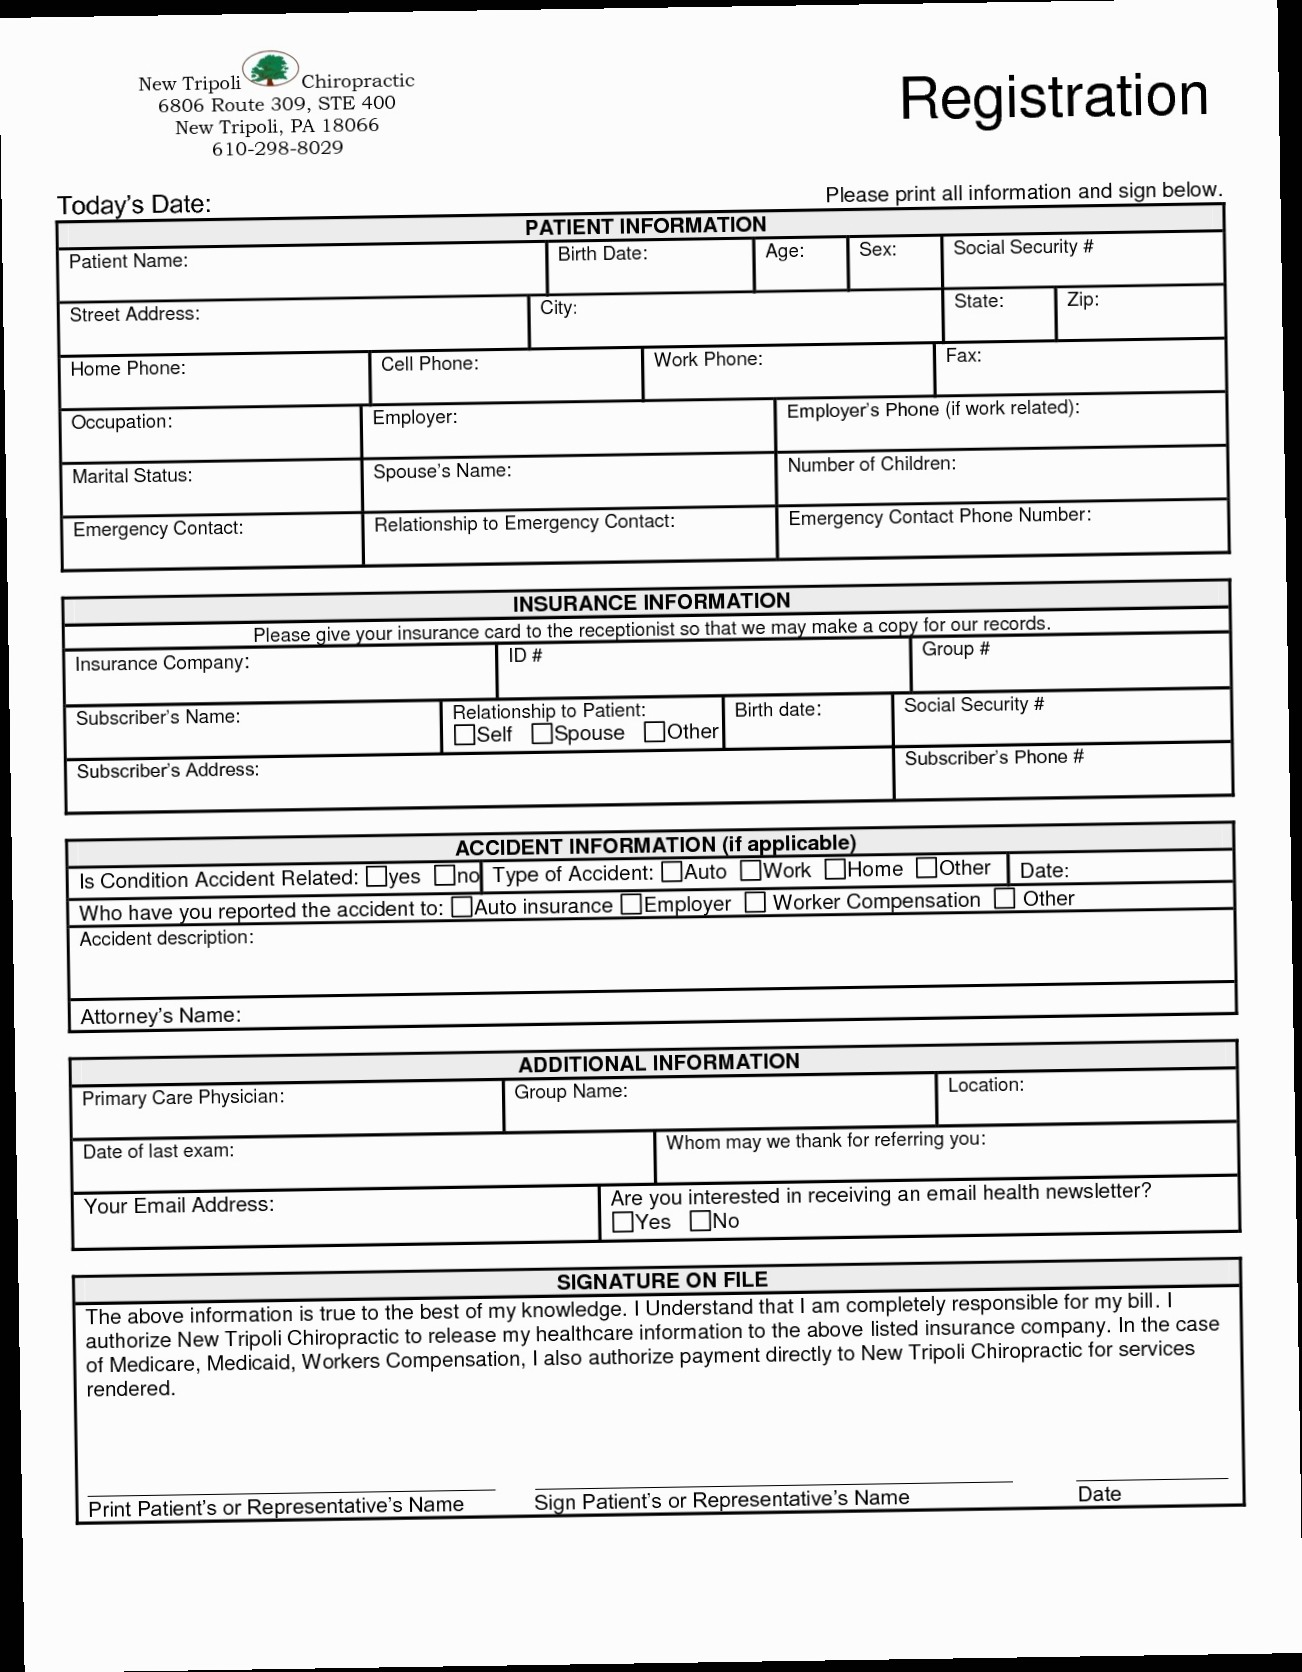 New Tripoli Chiropractic
6806 Route 309, STE 400
New Tripoli, PA 18066
610-298-8029
Registration
Today's Date:
Please print all information and sign below.
PATIENT INFORMATION
Patient Name: Birth Date: Age: Sex: Social Security #
Street Address: City: State: Zip:
Home Phone: Cell Phone: Work Phone: Fax:
Occupation: Employer: Employer's Phone (if work related):
Marital Status: Spouse's Name: Number of Children:
Emergency Contact: Relationship to Emergency Contact: Emergency Contact Phone Number:
INSURANCE INFORMATION
Please give your insurance card to the receptionist so that we may make a copy for our records.
Insurance Company: ID # Group #
Subscriber's Name: Relationship to Patient: Birth date: Social Security #
Self Spouse Other
Subscriber's Address: Subscriber's Phone #
ACCIDENT INFORMATION (if applicable)
Is Condition Accident Related: yes no Type of Accident: Auto Work Home Other Date:
Who have you reported the accident to: Auto insurance Employer Worker Compensation Other
Accident description:
Attorney's Name:
ADDITIONAL INFORMATION
Primary Care Physician: Group Name: Location:
Date of last exam: Whom may we thank for referring you:
Your Email Address: Are you interested in receiving an email health newsletter?
Yes No
SIGNATURE ON FILE
The above information is true to the best of my knowledge. I Understand that I am completely responsible for my bill. I
authorize New Tripoli Chiropractic to release my healthcare information to the above listed insurance company. In the case
of Medicare, Medicaid, Workers Compensation, I also authorize payment directly to New Tripoli Chiropractic for services
rendered.
Print Patient's or Representative's Name Sign Patient's or Representative's Name Date